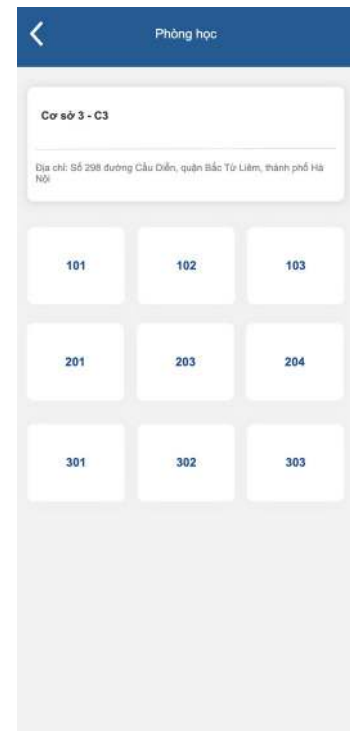 Phòng học
Cơ sở 3 - C3
Địa chỉ: Số 298 đường Cầu Diễn, quận Bắc Từ Liêm, thành phố Hà
Nội
101 102 103
201 203 204
301 302 303